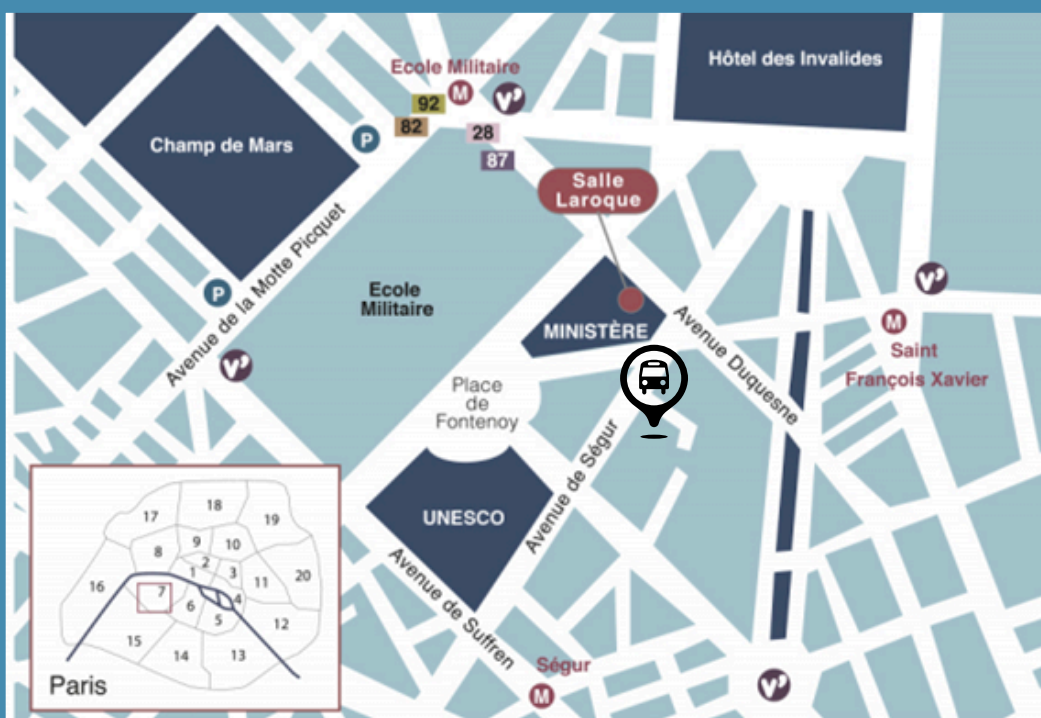 Ecole Militaire
M
V'
Hôtel des Invalides
92
82
28
87
P
Champ de Mars
Salle
Laroque
Avenue de la Motte Picquet
P
Ecole
Militaire
MINISTÈRE
Avenue Duquesne
V'
M
Saint
François Xavier
V'
Place
de
Fontenoy
Avenue de Ségur
UNESCO
Avenue de Suffren
Ségur
M
V'
17
18
19
8
9
10
16
1
2
3
11
20
7
6
4
5
12
15
14
13
Paris